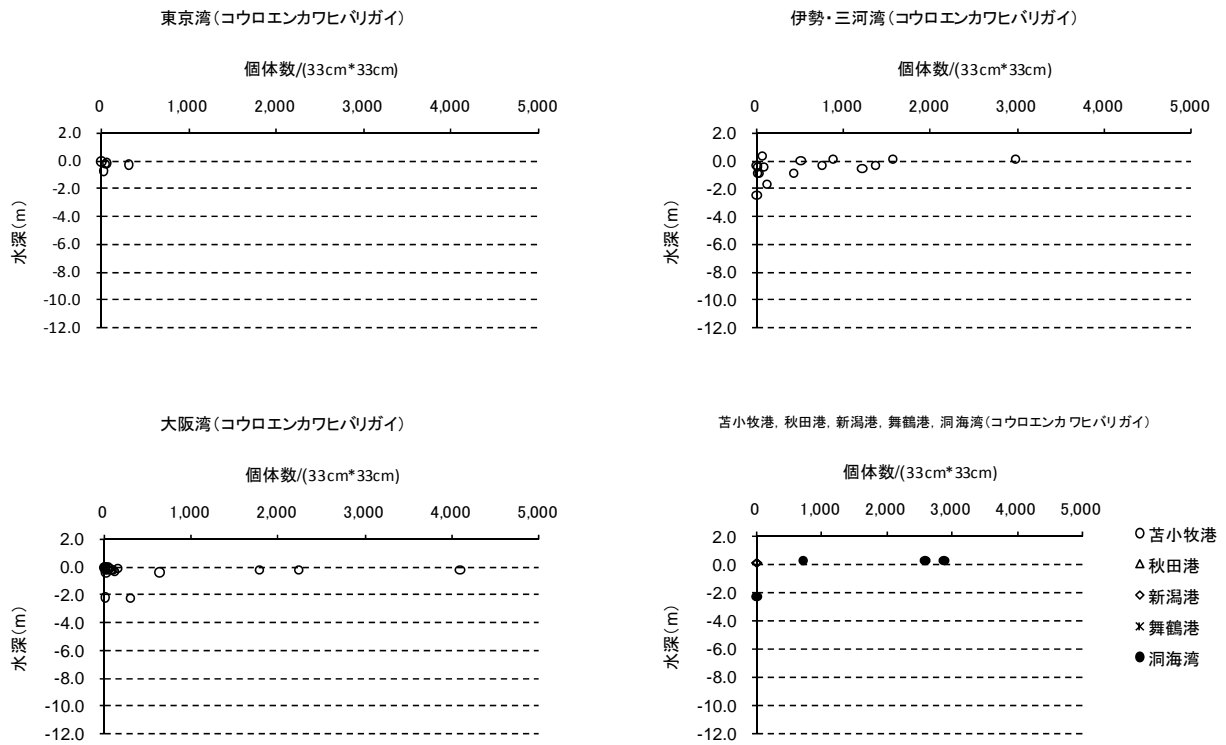 東京湾(コウロエンカワヒバリガイ)
個体数/(33cm*33cm)
0 1,000 2,000 3,000 4,000 5,000
2.0
0.0
-2.0
-4.0
-6.0
-8.0
-10.0
-12.0
水深(m)
伊勢・三河湾(コウロエンカワヒバリガイ)
個体数/(33cm*33cm)
0 1,000 2,000 3,000 4,000 5,000
2.0
0.0
-2.0
-4.0
-6.0
-8.0
-10.0
-12.0
水深(m)
大阪湾(コウロエンカワヒバリガイ)
個体数/(33cm*33cm)
0 1,000 2,000 3,000 4,000 5,000
2.0
0.0
-2.0
-4.0
-6.0
-8.0
-10.0
-12.0
水深(m)
苫小牧港, 秋田港, 新潟港, 舞鶴港, 洞海湾(コウロエンカワヒバリガイ)
個体数/(33cm*33cm)
0 1,000 2,000 3,000 4,000 5,000
2.0
0.0
-2.0
-4.0
-6.0
-8.0
-10.0
-12.0
水深(m)
苫小牧港
秋田港
新潟港
舞鶴港
洞海湾